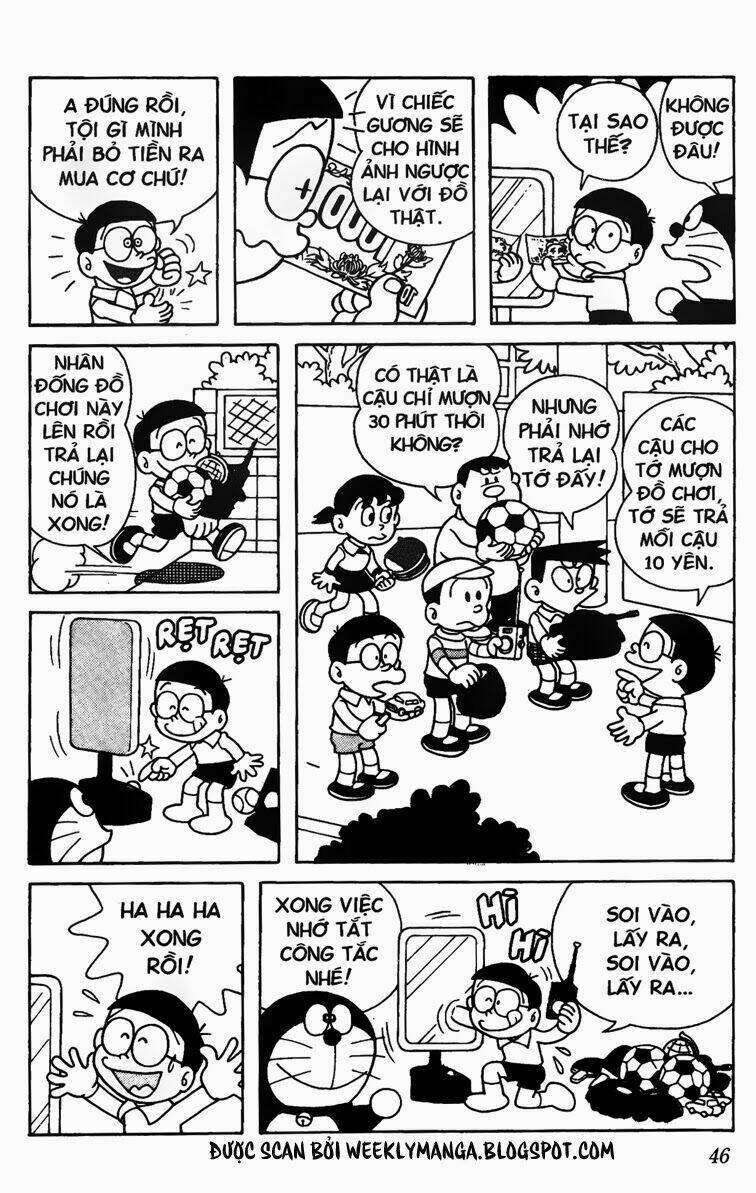 KHÔNG
ĐƯỢC
ĐÂU!
TẠI SAO
THẾ?
VÌ CHIẾC
GƯƠNG SẼ
CHO HÌNH
ẢNH NGƯỢC
LẠI VỚI ĐỒ
THẬT.
A ĐÚNG RỒI,
TỘI GÌ MÌNH
PHẢI BỎ TIỀN RA
MUA CƠ CHỨ!
CÁC
CẬU CHO
TỚ MƯỢN
ĐỒ CHƠI,
TỚ SẼ TRẢ
MỖI CẬU
10 YÊN.
NHƯNG
PHẢI NHỚ
TRẢ LẠI
TỚ ĐẤY!
CÓ THẬT LÀ
CẬU CHỈ MƯỢN
30 PHÚT THÔI
KHÔNG?
NHÂN
ĐỐNG ĐỒ
CHƠI NÀY
LÊN RỒI
TRẢ LẠI
CHÚNG
NÓ LÀ
XONG!
RẸT RẸT
SOI VÀO,
LẤY RA,
SOI VÀO,
LẤY RA...
HI
HI
XONG VIỆC
NHỚ TẮT
CÔNG TẮC
NHÉ!
HA HA HA
XONG
RỒI!
ĐƯỢC SCAN BỞI WEEKLYMANGA.BLOGSPOT.COM
46